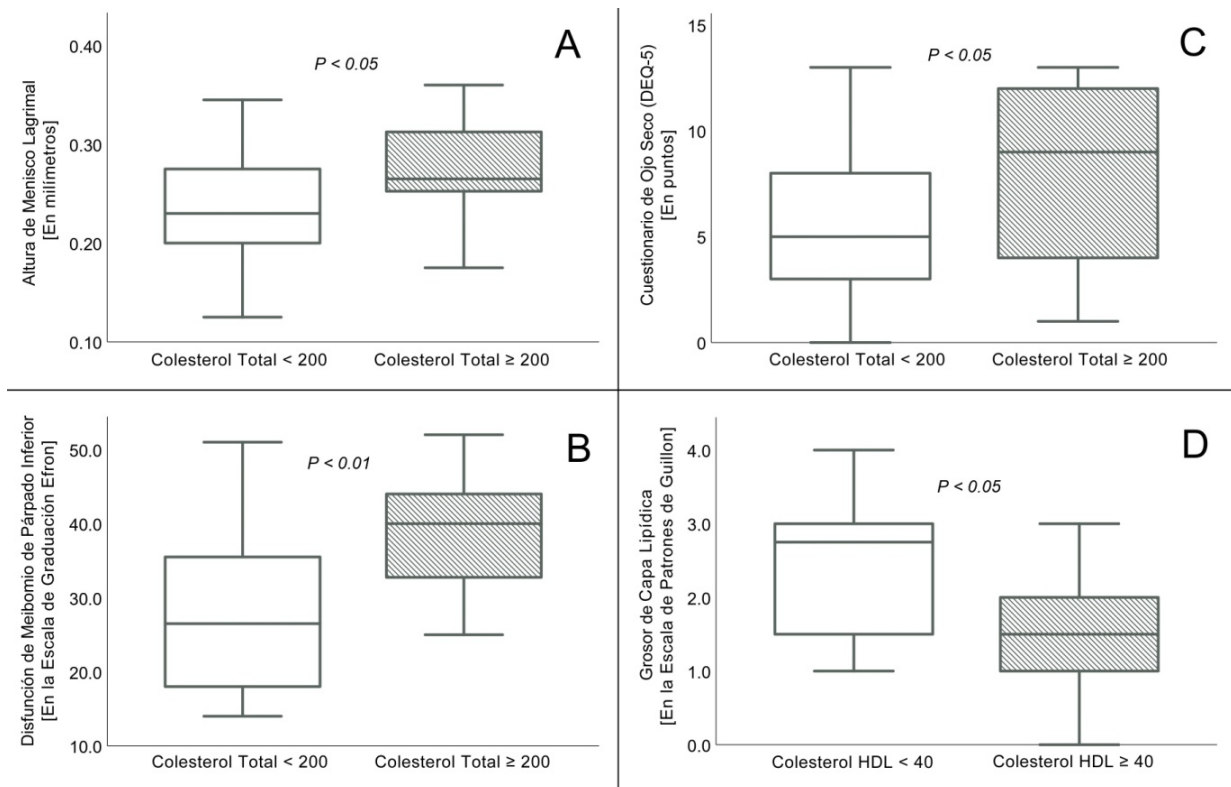 A
P < 0.05
Altura de Menisco Lagrimal
[En milímetros]
0.40
0.30
0.20
0.10
Colesterol Total < 200
Colesterol Total ≥ 200
C
P < 0.05
Cuestionario de Ojo Seco (DEQ-5)
[En puntos]
15
10
5
0
Colesterol Total < 200
Colesterol Total ≥ 200
B
P < 0.01
Disfunción de Meibomio de Párpado Inferior
[En la Escala de Graduación Efron]
50.0
40.0
30.0
20.0
10.0
Colesterol Total < 200
Colesterol Total ≥ 200
D
P < 0.05
Grosor de Capa Lipídica
[En la Escala de Patrones de Guillon]
4.0
3.0
2.0
1.0
0.0
Colesterol HDL < 40
Colesterol HDL ≥ 40